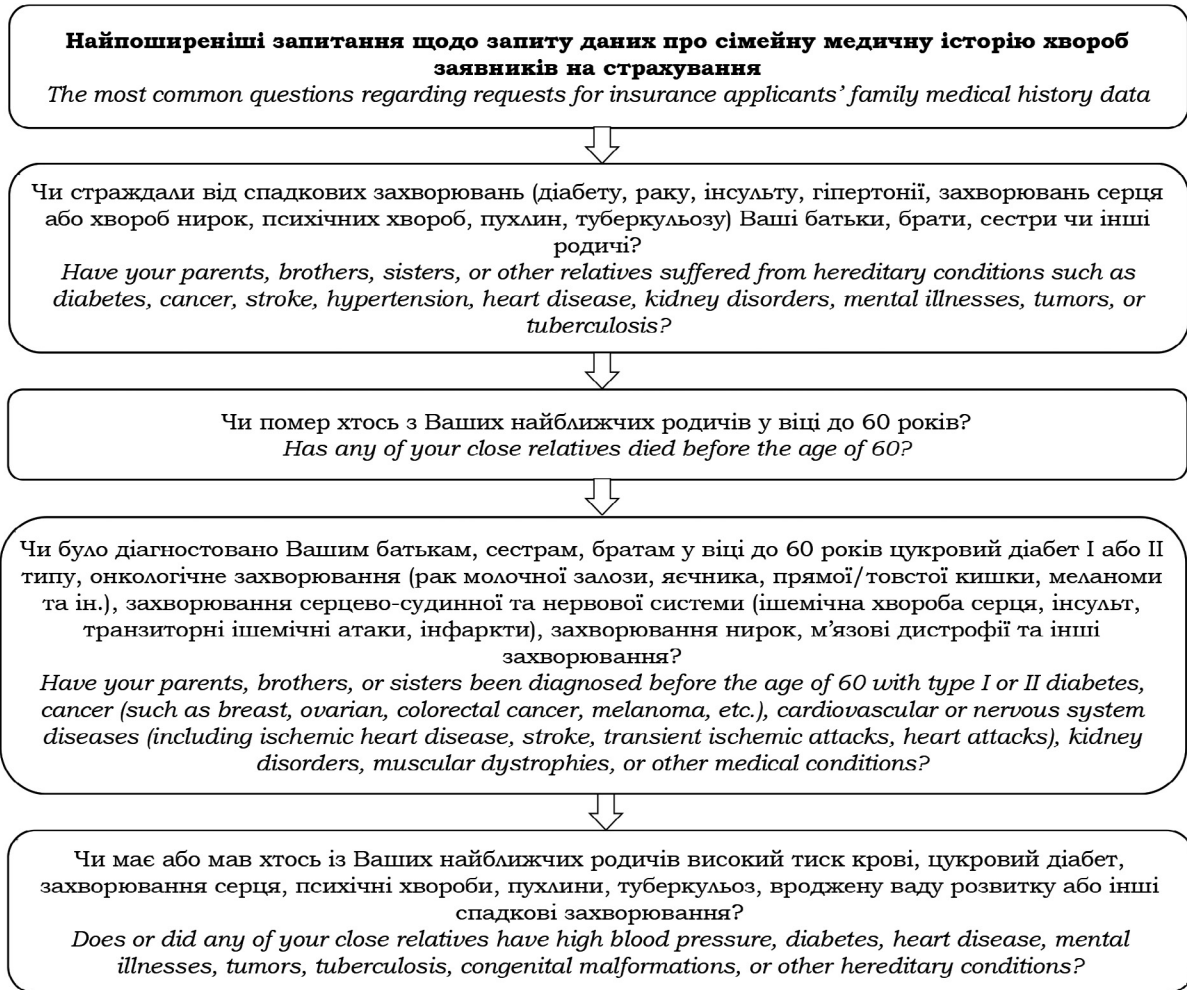 Найпоширеніші запитання щодо запиту даних про сімейну медичну історію хвороб
заявників на страхування
The most common questions regarding requests for insurance applicants’ family medical history data
Чи страждали від спадкових захворювань (діабету, раку, інсульту, гіпертонії, захворювань серця
або хвороб нирок, психічних хвороб, пухлин, туберкульозу) Ваші батьки, брати, сестри чи інші
родичі?
Have your parents, brothers, sisters, or other relatives suffered from hereditary conditions such as
diabetes, cancer, stroke, hypertension, heart disease, kidney disorders, mental illnesses, tumors, or
tuberculosis?
Чи помер хтось з Ваших найближчих родичів у віці до 60 років?
Has any of your close relatives died before the age of 60?
Чи було діагностовано Вашим батькам, сестрам, братам у віці до 60 років цукровий діабет I або II
типу, онкологічне захворювання (рак молочної залози, яєчника, прямої/товстої кишки, меланоми
та ін.), захворювання серцево-судинної та нервової системи (ішемічна хвороба серця, інсульт,
транзиторні ішемічні атаки, інфаркти), захворювання нирок, м’язові дистрофії та інші
захворювання?
Have your parents, brothers, or sisters been diagnosed before the age of 60 with type I or II diabetes,
cancer (such as breast, ovarian, colorectal cancer, melanoma, etc.), cardiovascular or nervous system
diseases (including ischemic heart disease, stroke, transient ischemic attacks, heart attacks), kidney
disorders, muscular dystrophies, or other medical conditions?
Чи має або мав хтось із Ваших найближчих родичів високий тиск крові, цукровий діабет,
захворювання серця, психічні хвороби, пухлини, туберкульоз, вроджену ваду розвитку або інші
спадкові захворювання?
Does or did any of your close relatives have high blood pressure, diabetes, heart disease, mental
illnesses, tumors, tuberculosis, congenital malformations, or other hereditary conditions?